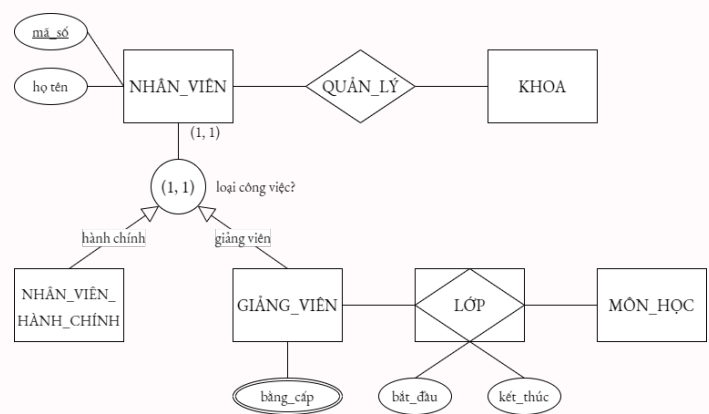 mã_số
họ tên
NHÂN_VIÊN
QUẢN_LÝ
KHOA
(1, 1)
(1, 1)
loại công việc?
hành chính
giảng viên
NHÂN_VIÊN_
HÀNH_CHÍNH
GIẢNG_VIÊN
LỚP
MÔN_HỌC
bằng_cấp
bắt_đầu
kết_thúc